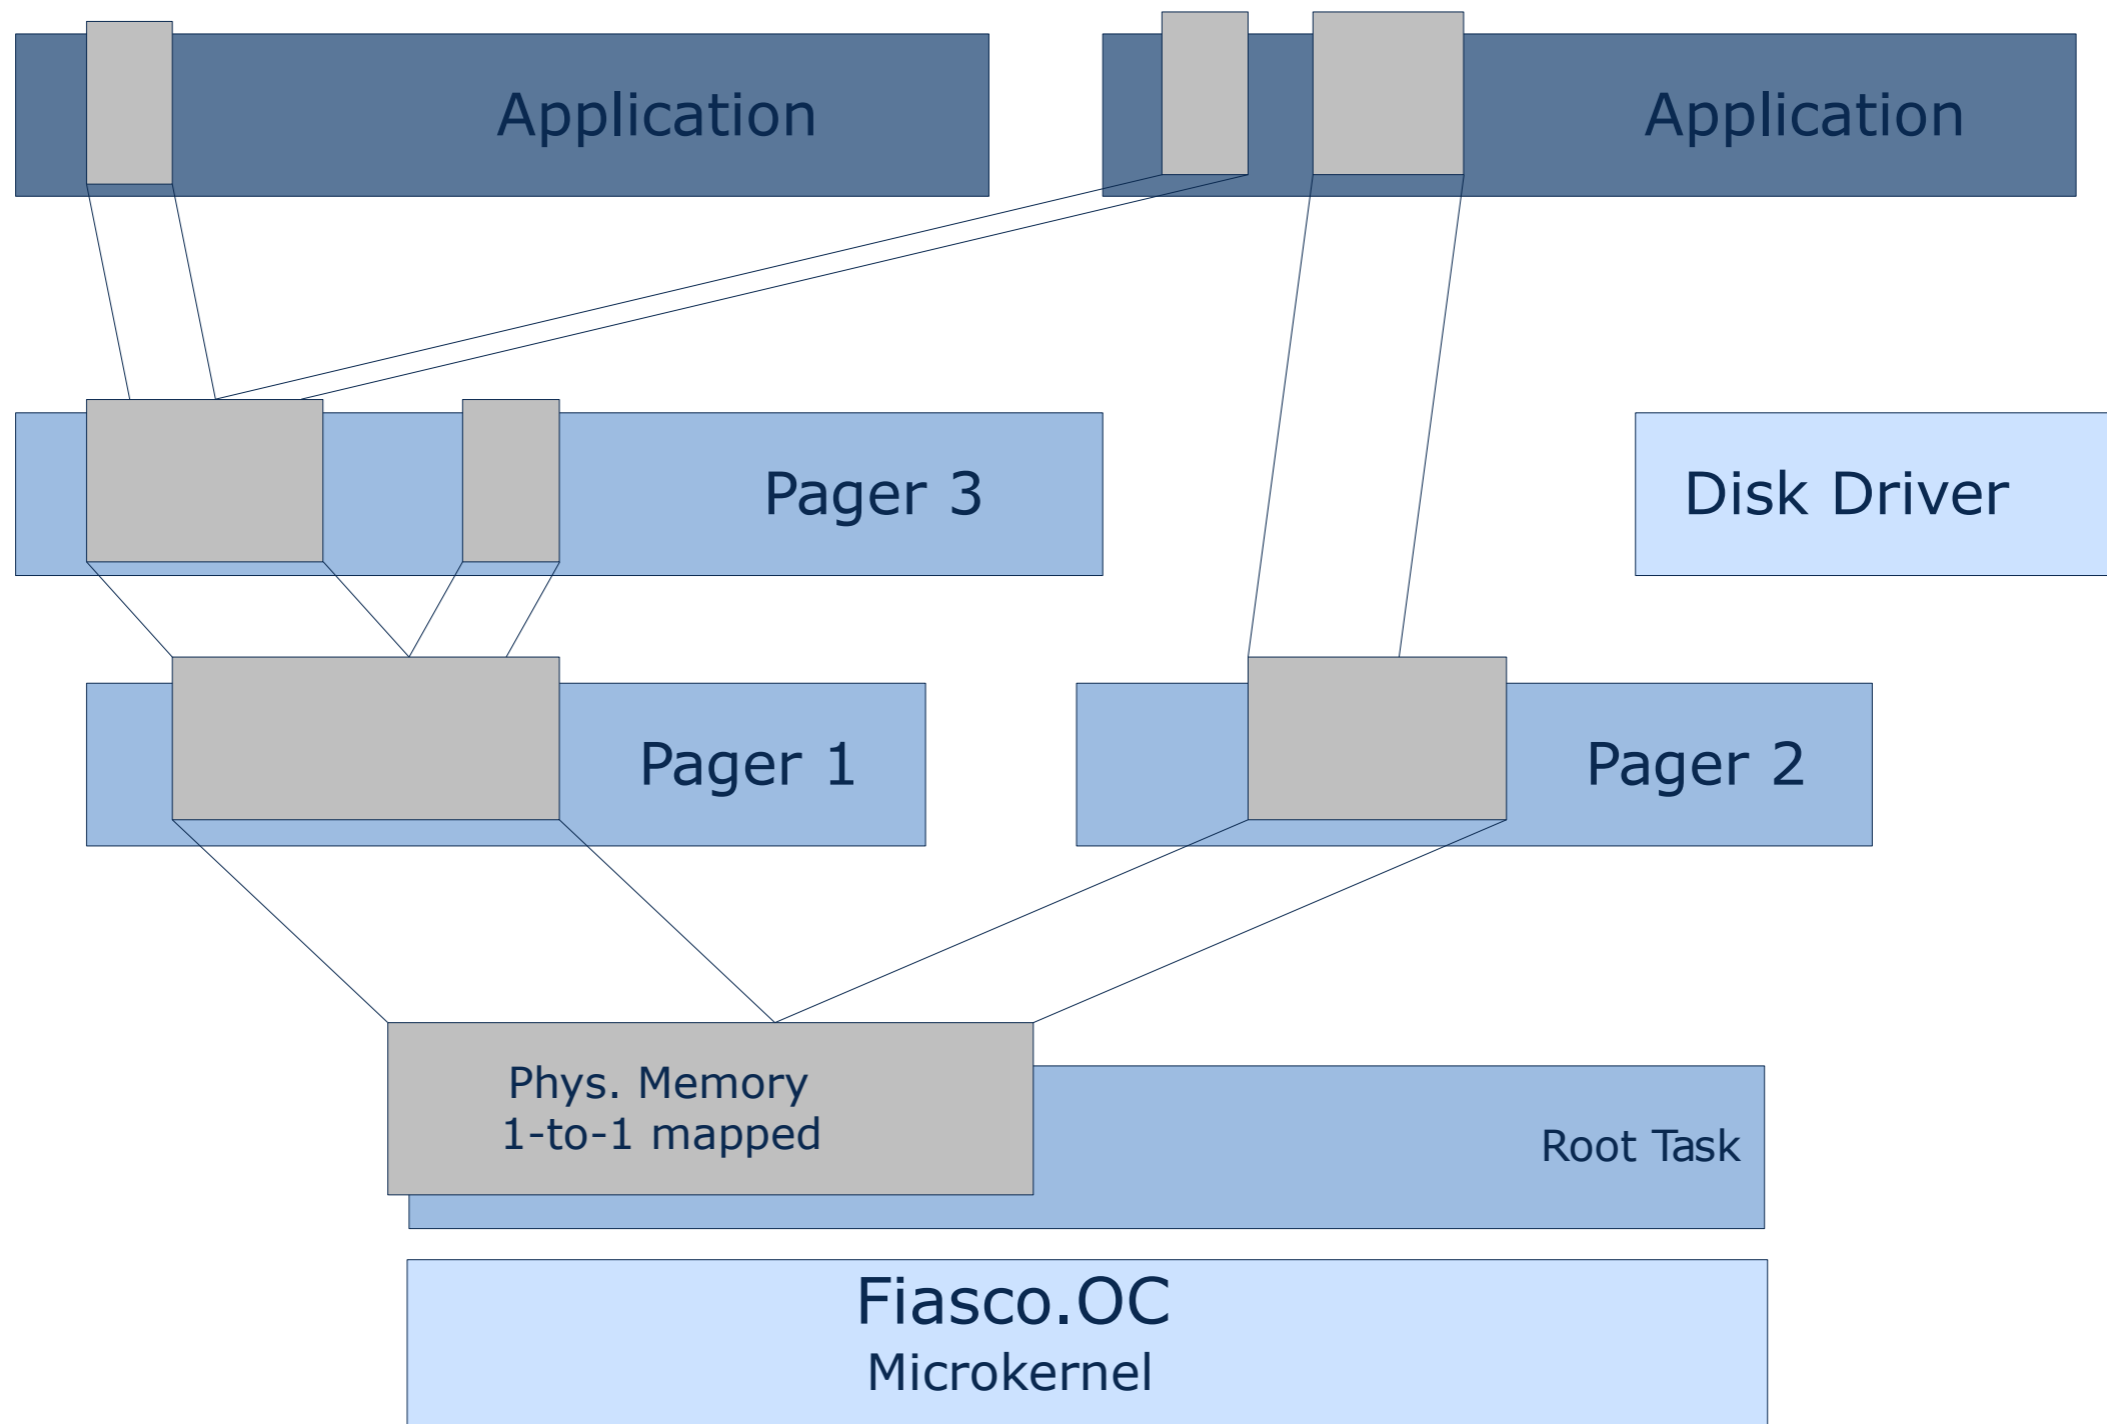 Application
Application
Pager 3
Disk Driver
Pager 1
Pager 2
Phys. Memory
1-to-1 mapped
Root Task
Fiasco.OC
Microkernel